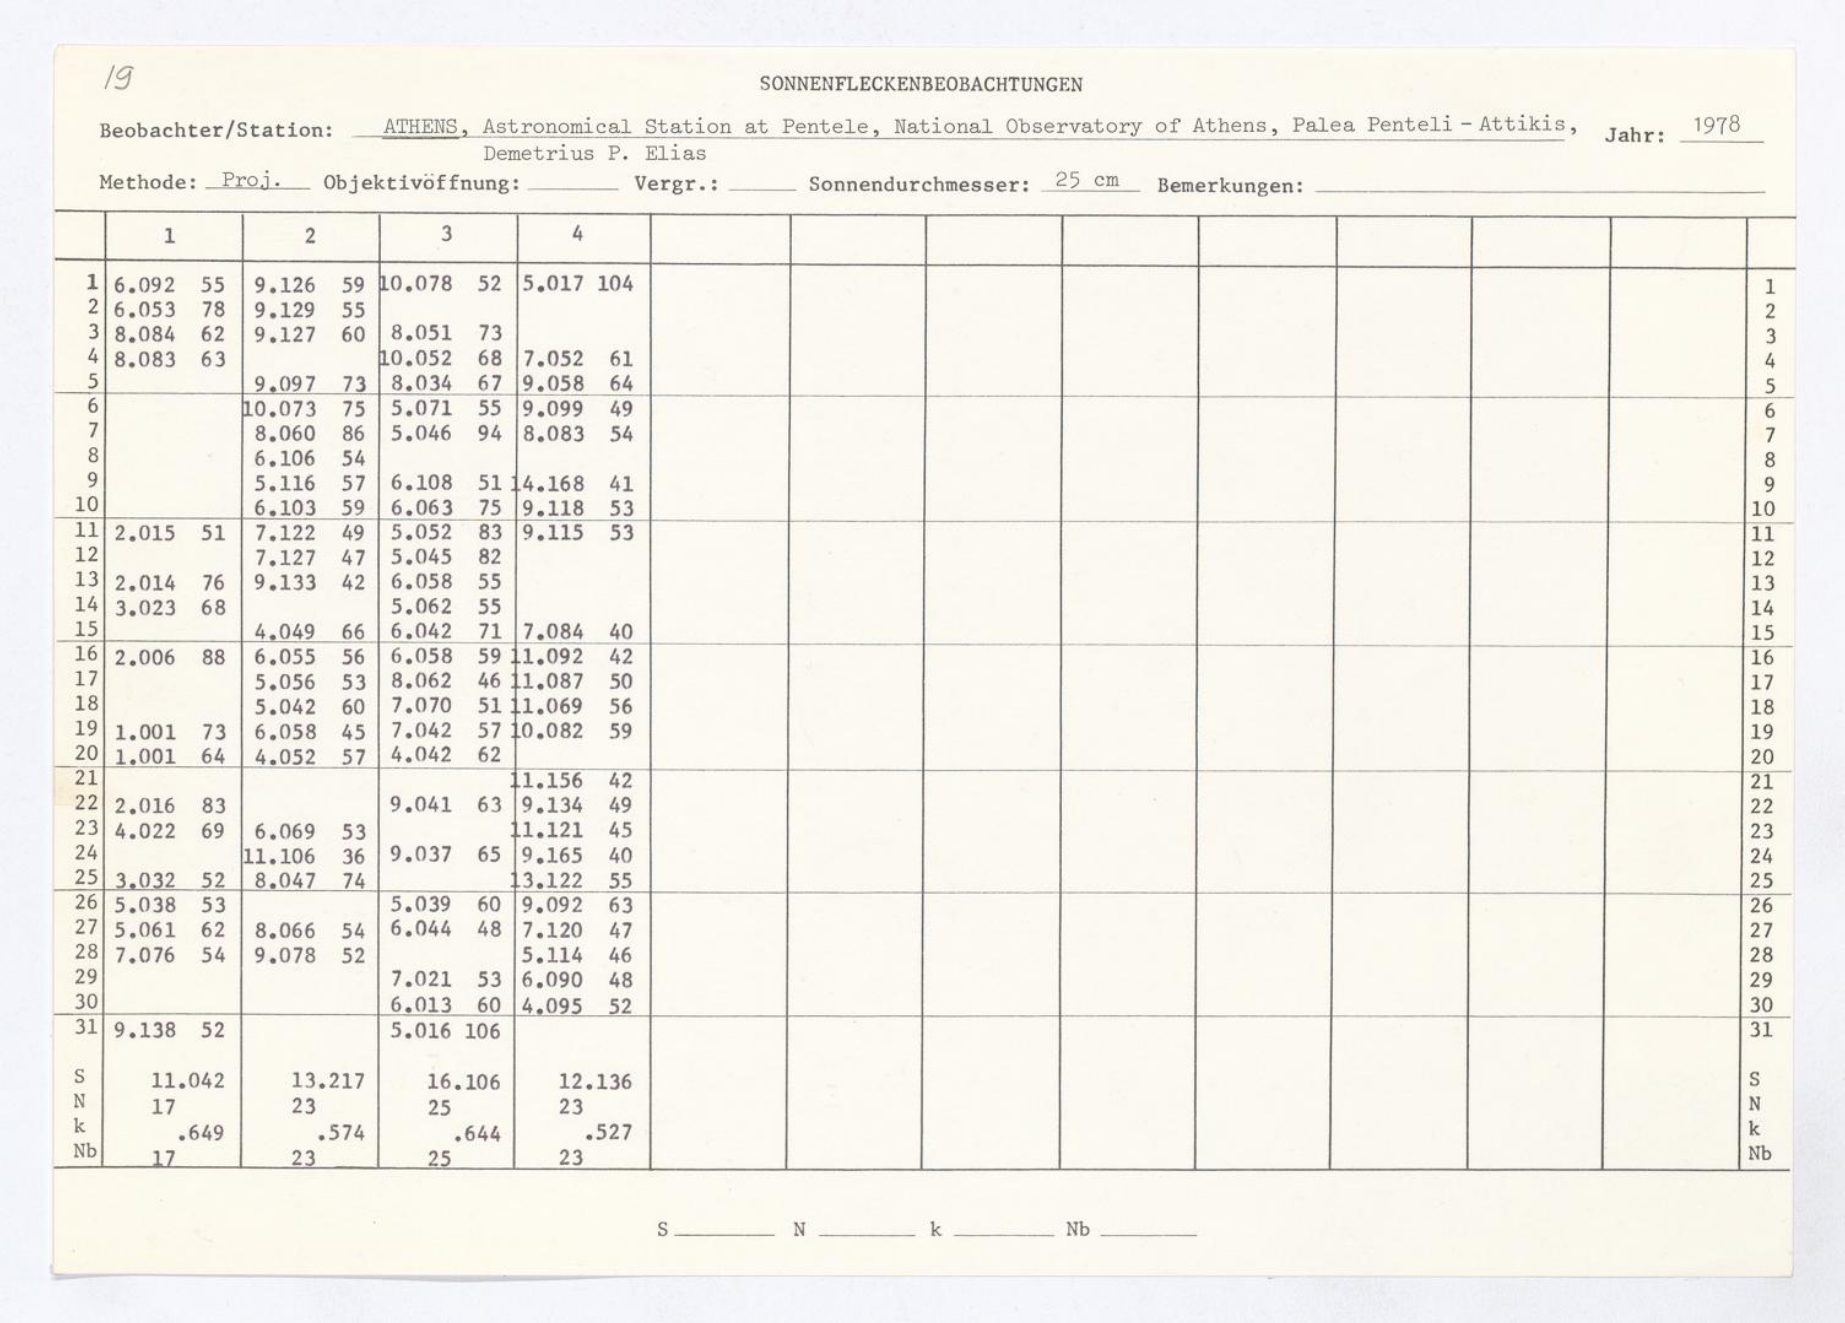 19
SONNENFLECKENBEOBACHTUNGEN
Beobachter/Station: ATHENS, Astronomical Station at Pentele, National Observatory of Athens, Palea Penteli - Attikis, Jahr: 1978
Demetrius P. Elias
Methode: Proj. Objektivöffnung: Vergr.: Sonnendurchmesser: 25 cm Bemerkungen:
1 2 3 4
1 6.092 55 9.126 59 10.078 52 5.017 104 1
2 6.053 78 9.129 55 2
3 8.084 62 9.127 60 8.051 73 3
4 8.083 63 10.052 68 7.052 61 4
5 9.097 73 8.034 67 9.058 64 5
6 10.073 75 5.071 55 9.099 49 6
7 8.060 86 5.046 94 8.083 54 7
8 6.106 54 8
9 5.116 57 6.108 51 14.168 41 9
10 6.103 59 6.063 75 9.118 53 10
11 2.015 51 7.122 49 5.052 83 9.115 53 11
12 7.127 47 5.045 82 12
13 2.014 76 9.133 42 6.058 55 13
14 3.023 68 5.062 55 14
15 4.049 66 6.042 71 7.084 40 15
16 2.006 88 6.055 56 6.058 59 11.092 42 16
17 5.056 53 8.062 46 11.087 50 17
18 5.042 60 7.070 51 11.069 56 18
19 1.001 73 6.058 45 7.042 57 10.082 59 19
20 1.001 64 4.052 57 4.042 62 20
21 11.156 42 21
22 2.016 83 9.041 63 9.134 49 22
23 4.022 69 6.069 53 11.121 45 23
24 11.106 36 9.037 65 9.165 40 24
25 3.032 52 8.047 74 13.122 55 25
26 5.038 53 5.039 60 9.092 63 26
27 5.061 62 8.066 54 6.044 48 7.120 47 27
28 7.076 54 9.078 52 5.114 46 28
29 7.021 53 6.090 48 29
30 6.013 60 4.095 52 30
31 9.138 52 5.016 106 31
S 11.042 13.217 16.106 12.136 S
N 17 23 25 23 N
k .649 .574 .644 .527 k
Nb 17 23 25 23 Nb
S N k Nb